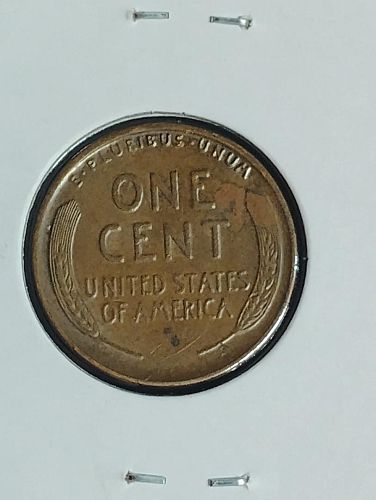 E·PLURIBUS·UNUM
ONE
CENT
UNITED STATES
OF AMERICA